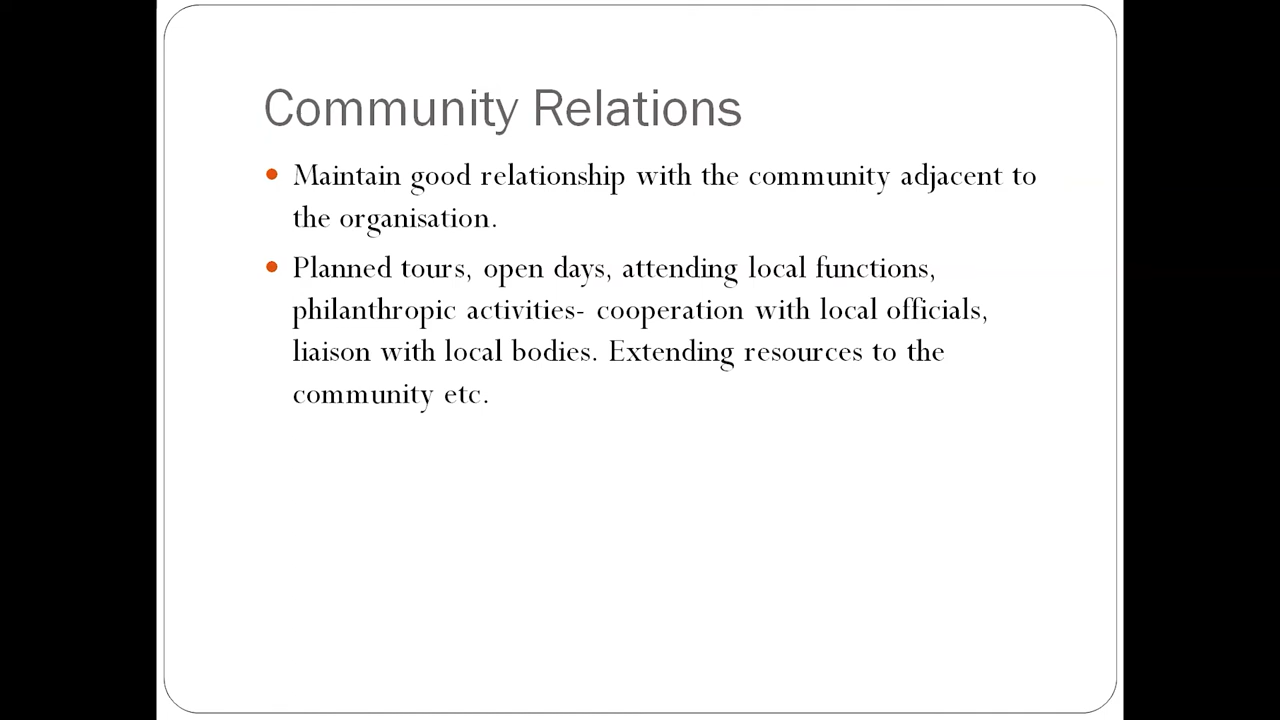 Community Relations
Maintain good relationship with the community adjacent to
the organisation.
Planned tours, open days, attending local functions,
philanthropic activities- cooperation with local officials,
liaison with local bodies. Extending resources to the
community etc.